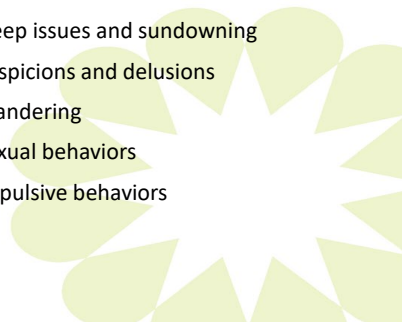 eep issues and sundowning
spicions and delusions
andering
xual behaviors
pulsive behaviors